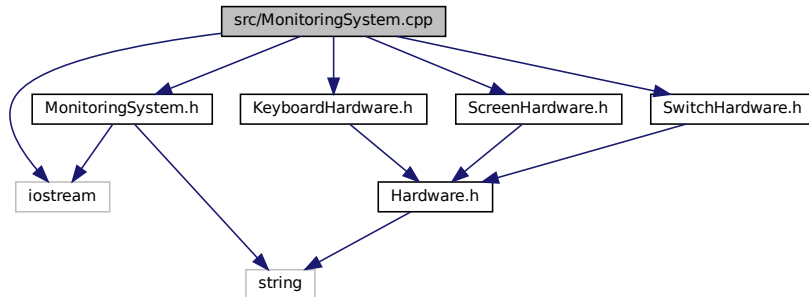 src/MonitoringSystem.cpp
MonitoringSystem.h
KeyboardHardware.h
ScreenHardware.h
SwitchHardware.h
iostream
Hardware.h
string